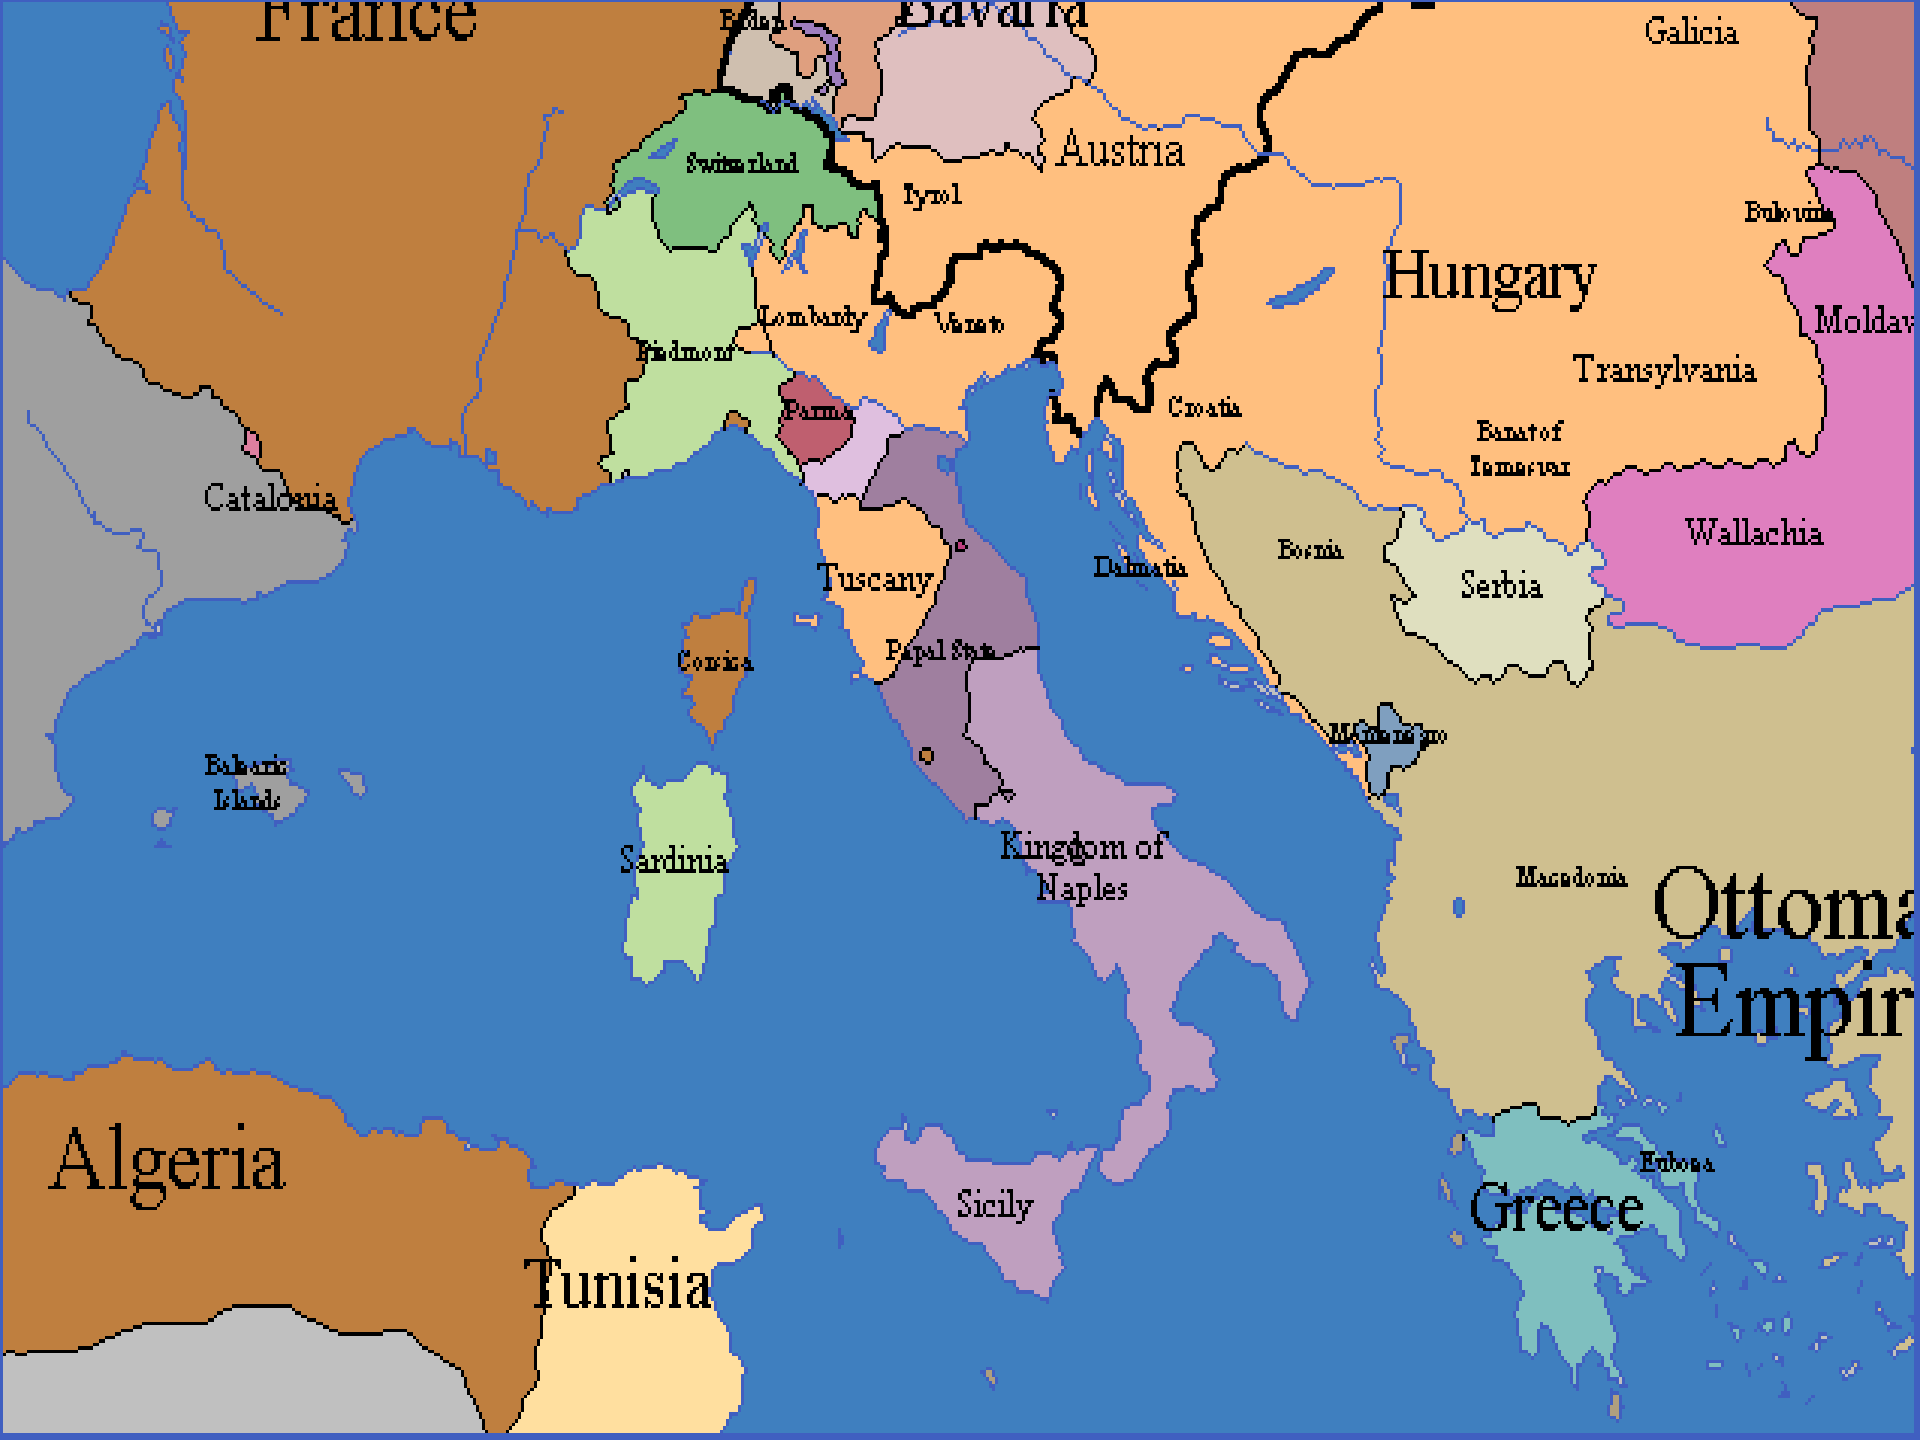 France
Baden
Bavaria
Galicia
Switzerland
Austria
Tyrol
Bukovina
Hungary
Lombardy
Veneto
Moldav
Piedmont
Transylvania
Parma
Croatia
Banat of
Temesvar
Catalonia
Wallachia
Bosnia
Dalmatia
Tuscany
Serbia
Papal State
Corsica
Montenegro
Balearic
Islands
Kingdom of
Naples
Sardinia
Macedonia
Ottoma
Empir
Algeria
Euboea
Sicily
Greece
Tunisia